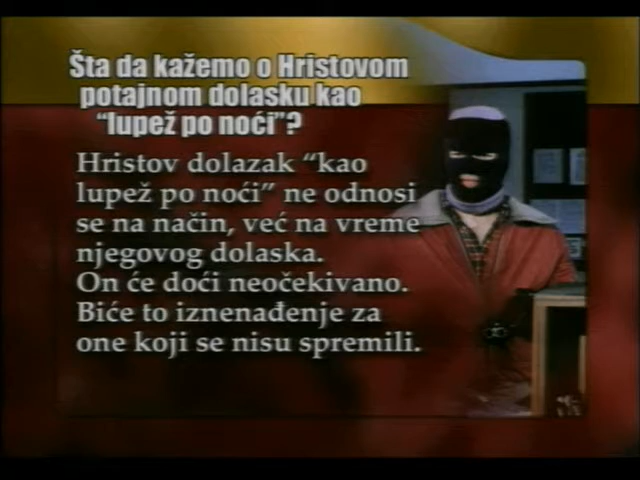 Šta da kažemo o Hristovom
potajnom dolasku kao
“lupež po noći”?
Hristov dolazak “kao
lupež po noći” ne odnosi
se na način, već na vreme
njegovog dolaska.
On će doći neočekivano.
Biće to iznenađenje za
one koji se nisu spremili.